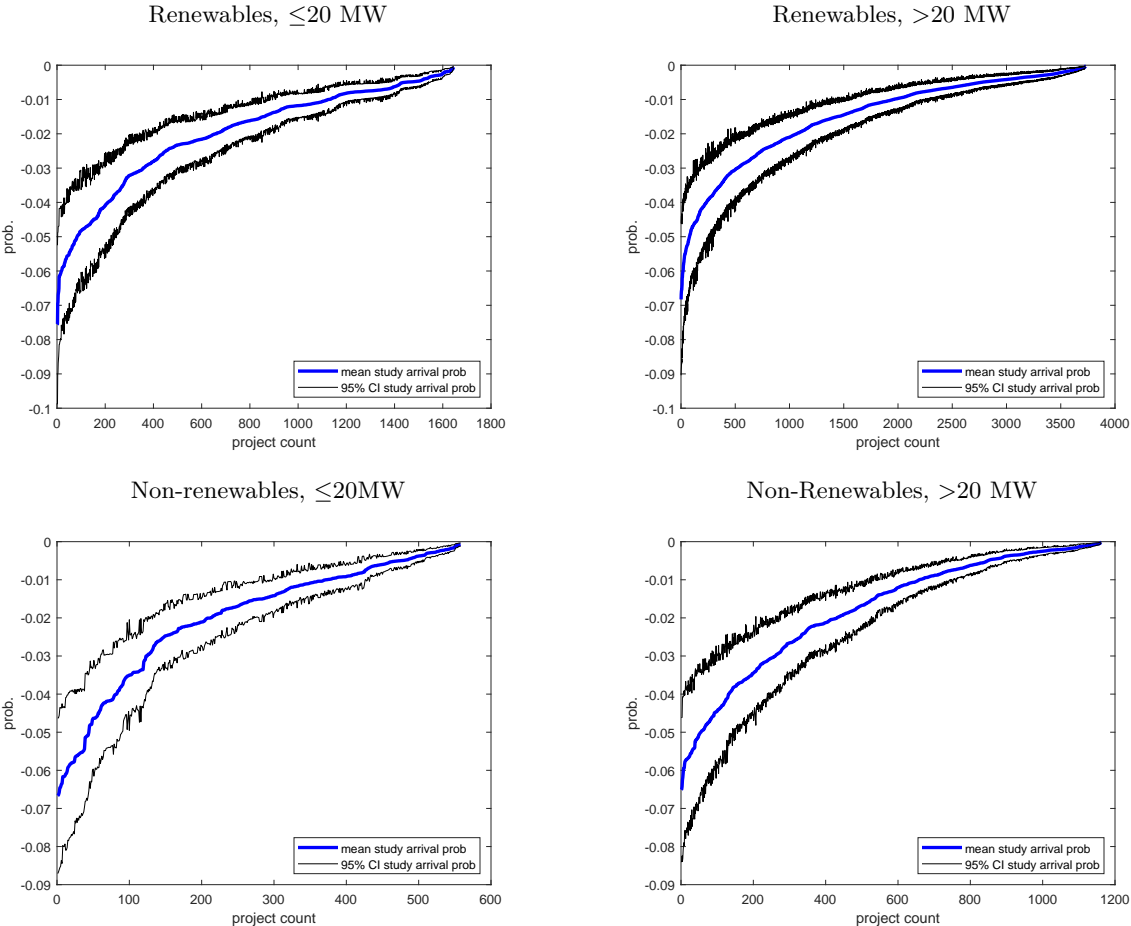 Renewables, ≤20 MW
0
-0.01
-0.02
-0.03
-0.04
-0.05
-0.06
-0.07
-0.08
-0.09
-0.1
prob.
mean study arrival prob
95% CI study arrival prob
0 200 400 600 800 1000 1200 1400 1600 1800
project count
Renewables, >20 MW
0
-0.01
-0.02
-0.03
-0.04
-0.05
-0.06
-0.07
-0.08
-0.09
-0.1
prob.
mean study arrival prob
95% CI study arrival prob
0 500 1000 1500 2000 2500 3000 3500 4000
project count
Non-renewables, ≤20MW
0
-0.01
-0.02
-0.03
-0.04
-0.05
-0.06
-0.07
-0.08
-0.09
prob.
mean study arrival prob
95% CI study arrival prob
0 100 200 300 400 500 600
project count
Non-Renewables, >20 MW
0
-0.01
-0.02
-0.03
-0.04
-0.05
-0.06
-0.07
-0.08
-0.09
prob.
mean study arrival prob
95% CI study arrival prob
0 200 400 600 800 1000 1200
project count